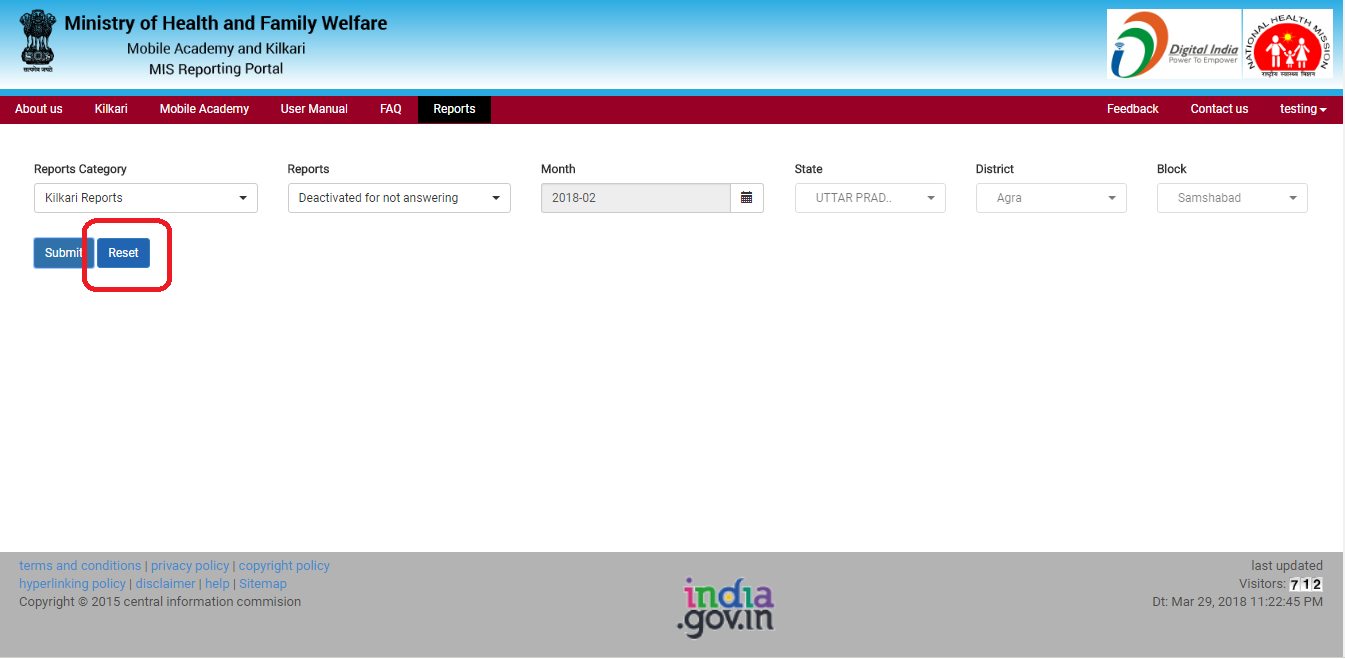 Ministry of Health and Family Welfare
Mobile Academy and Kilkari
MIS Reporting Portal
सत्यमेव जयते
Digital India
Power To Empower
NATIONAL HEALTH MISSION
राष्ट्रीय स्वास्थ्य मिशन
About us Kilkari Mobile Academy User Manual FAQ Reports Feedback Contact us testing
Reports Category Reports Month State District Block
Kilkari Reports Deactivated for not answering 2018-02 UTTAR PRAD.. Agra Samshabad
Submit Reset
terms and conditions | privacy policy | copyright policy
hyperlinking policy | disclaimer | help | Sitemap
Copyright © 2015 central information commision
india
.gov.in
last updated
Visitors: 712
Dt: Mar 29, 2018 11:22:45 PM